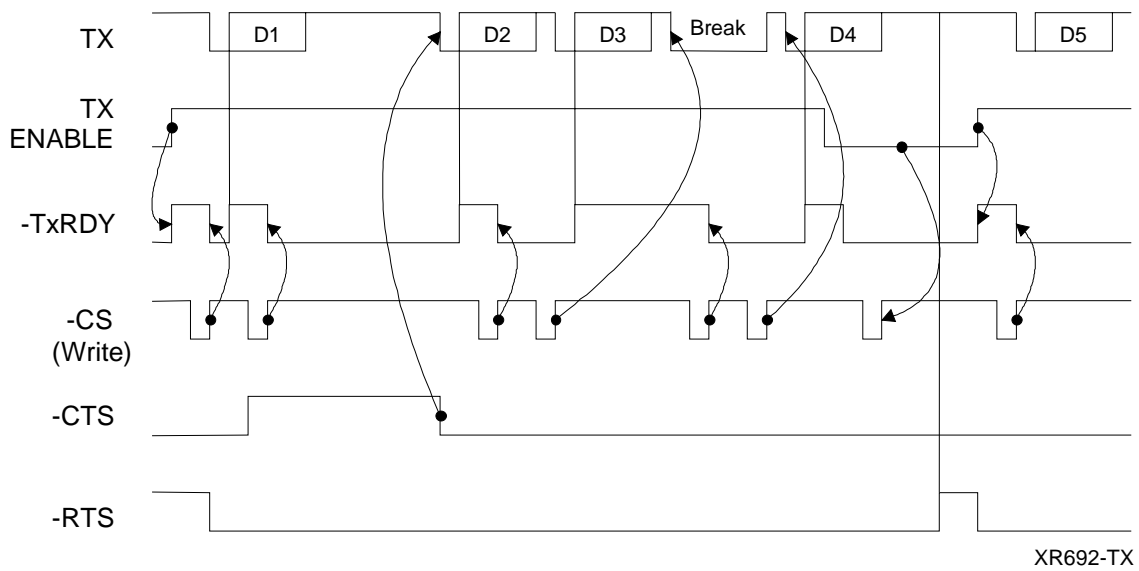 TX
D1
D2
D3
Break
D4
D5
TX
ENABLE
-TxRDY
-CS
(Write)
-CTS
-RTS
XR692-TX